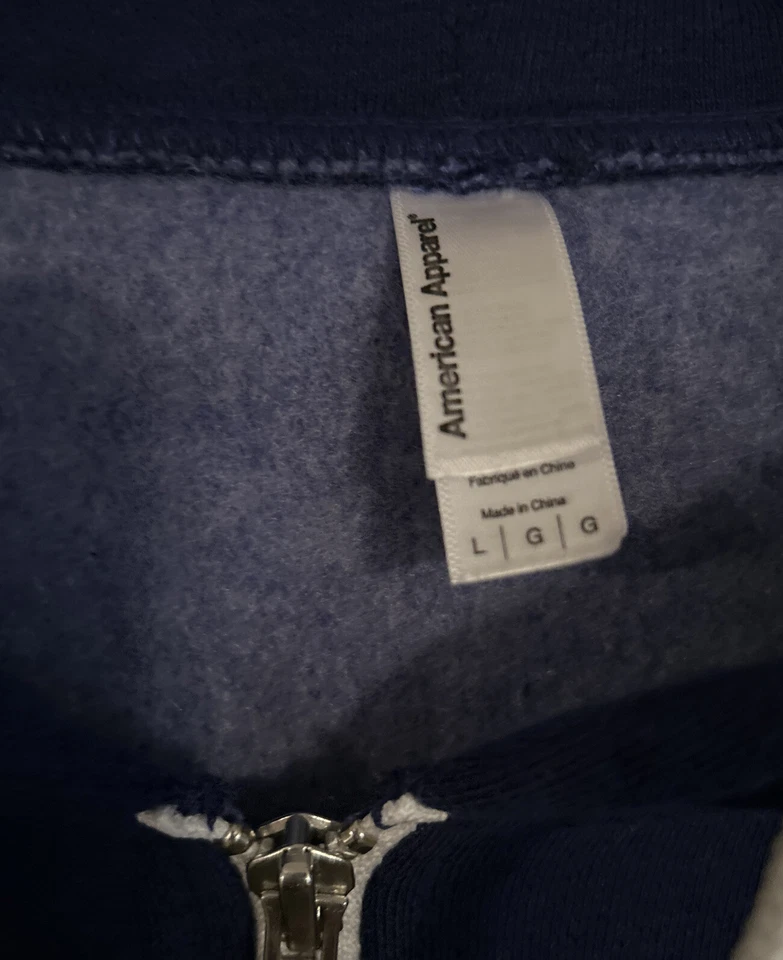 American Apparel®
Fabriqué en Chine
Made in China
L | G | G